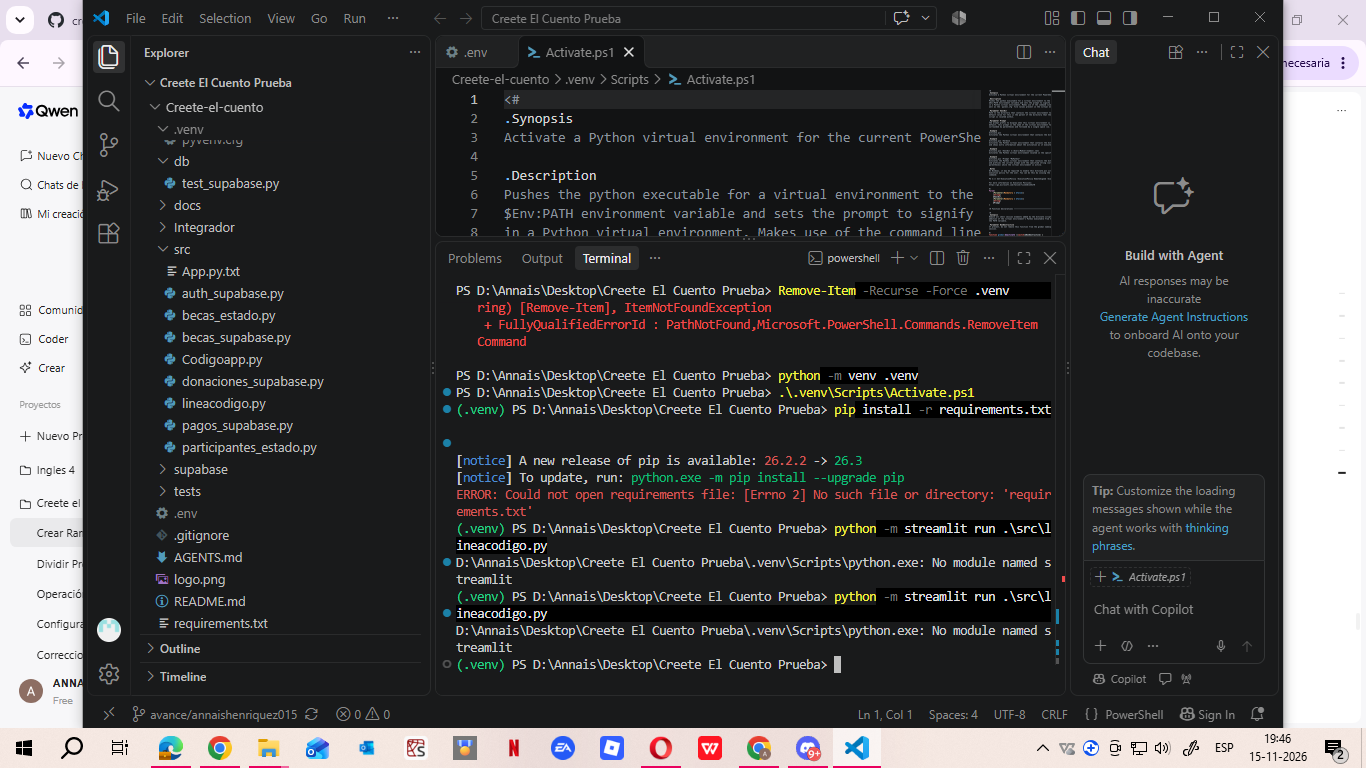 File Edit Selection View Go Run ···
Creete El Cuento Prueba
necesaria
Qwen
Nuevo Ch
Chats de
Mi creació
Comunid
Coder
Crear
Proyectos
Nuevo Pr
Ingles 4
Creete el
Crear Ran
Dividir Pro
Operación
Configura
Correccio
A
ANNA
Free
Explorer
Creete El Cuento Prueba
Creete-el-cuento
.venv
pyvenv.cfg
db
test_supabase.py
docs
Integrador
src
App.py.txt
auth_supabase.py
becas_estado.py
becas_supabase.py
Codigoapp.py
donaciones_supabase.py
lineacodigo.py
pagos_supabase.py
participantes_estado.py
supabase
tests
.env
.gitignore
AGENTS.md
logo.png
README.md
requirements.txt
Outline
Timeline
.env
Activate.ps1
Creete-el-cuento > .venv > Scripts > Activate.ps1
1 <#
2 .Synopsis
3 Activate a Python virtual environment for the current PowerShe
4
5 .Description
6 Pushes the python executable for a virtual environment to the
7 $Env:PATH environment variable and sets the prompt to signify
8 in a Python virtual environment. Makes use of the command line
Problems Output Terminal ···
powershell
PS D:\Annais\Desktop\Creete El Cuento Prueba> Remove-Item -Recurse -Force .venv
ring) [Remove-Item], ItemNotFoundException
+ FullyQualifiedErrorId : PathNotFound,Microsoft.PowerShell.Commands.RemoveItem
Command
PS D:\Annais\Desktop\Creete El Cuento Prueba> python -m venv .venv
PS D:\Annais\Desktop\Creete El Cuento Prueba> .\.venv\Scripts\Activate.ps1
(.venv) PS D:\Annais\Desktop\Creete El Cuento Prueba> pip install -r requirements.txt
[notice] A new release of pip is available: 26.2.2 -> 26.3
[notice] To update, run: python.exe -m pip install --upgrade pip
ERROR: Could not open requirements file: [Errno 2] No such file or directory: 'requir
ements.txt'
(.venv) PS D:\Annais\Desktop\Creete El Cuento Prueba> python -m streamlit run .\src\l
ineacodigo.py
D:\Annais\Desktop\Creete El Cuento Prueba\.venv\Scripts\python.exe: No module named s
treamlit
(.venv) PS D:\Annais\Desktop\Creete El Cuento Prueba> python -m streamlit run .\src\l
ineacodigo.py
D:\Annais\Desktop\Creete El Cuento Prueba\.venv\Scripts\python.exe: No module named s
treamlit
(.venv) PS D:\Annais\Desktop\Creete El Cuento Prueba>
Chat
Build with Agent
AI responses may be
inaccurate
Generate Agent Instructions
to onboard AI onto your
codebase.
Tip: Customize the loading
messages shown while the
agent works with thinking
phrases.
Activate.ps1
Chat with Copilot
Copilot
avance/annaishenriquez015
0 0
Ln 1, Col 1
Spaces: 4
UTF-8
CRLF
{ } PowerShell
Sign In
9+
ESP
19:46
15-11-2026
2